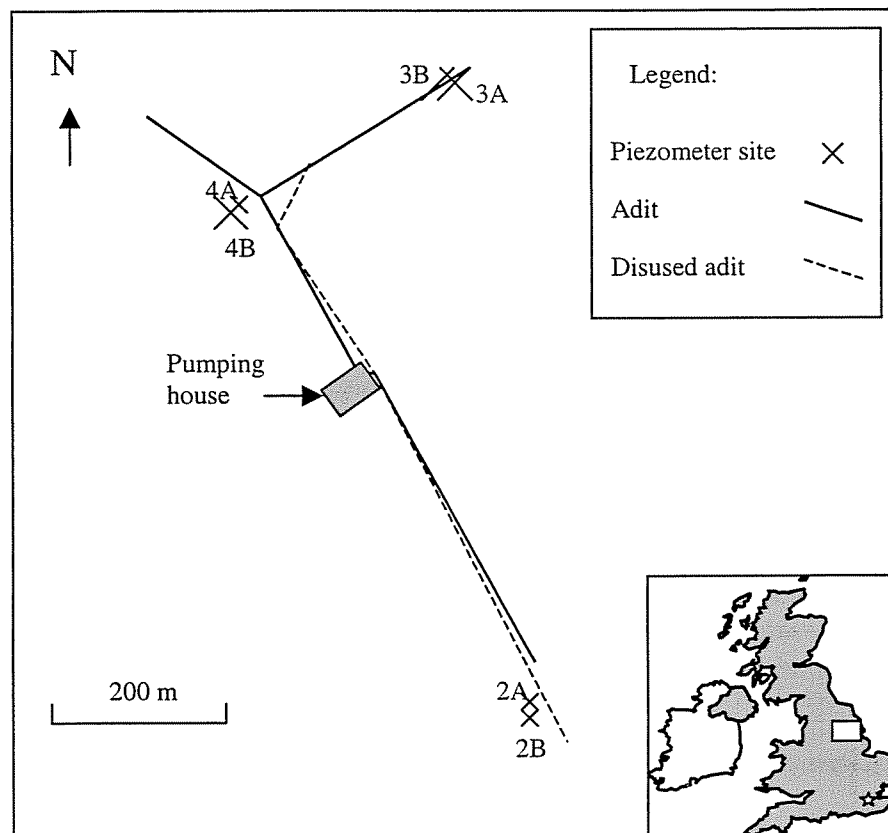 N
3B
3A
4A
4B
Pumping
house
200 m
2A
2B
Legend:
Piezometer site
Adit
Disused adit